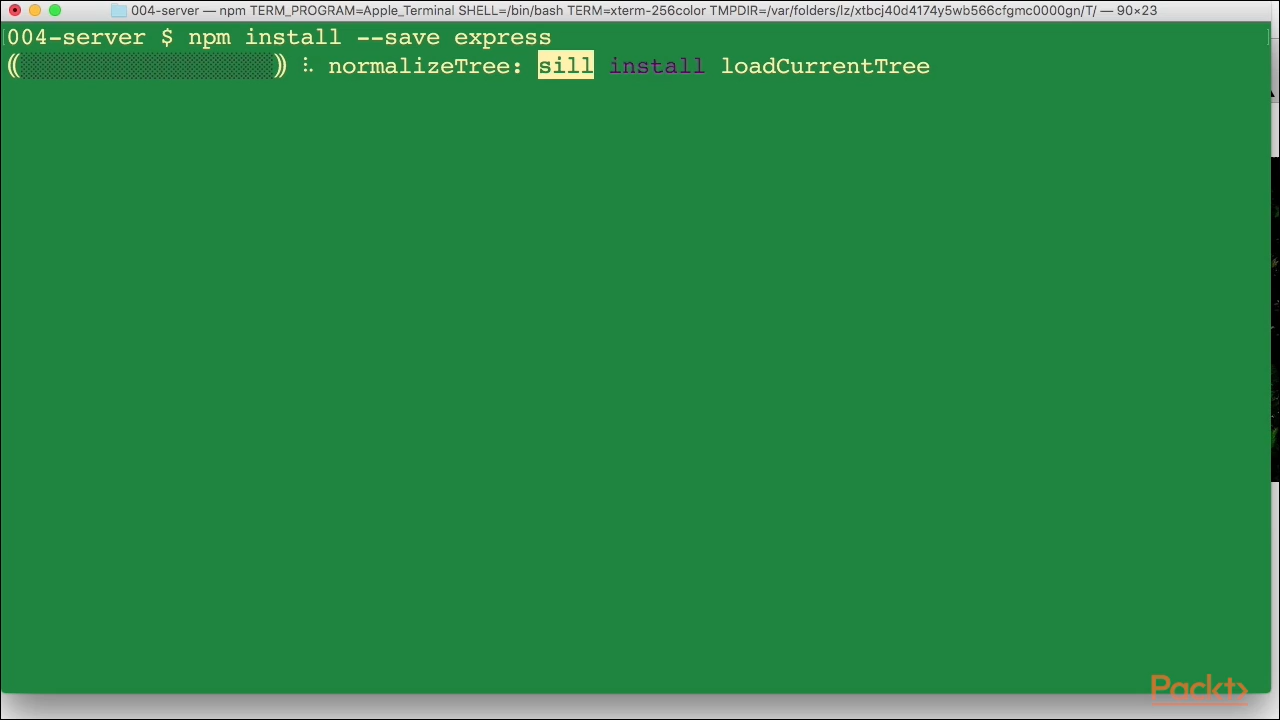 004-server — npm TERM_PROGRAM=Apple_Terminal SHELL=/bin/bash TERM=xterm-256color TMPDIR=/var/folders/lz/xtbcj40d4174y5wb566cfgmc0000gn/T/ — 90×23
004-server $ npm install --save express
(░░░░░░░░░░░░░░░░░░) ⠧ normalizeTree: sill install loadCurrentTree
Packt>